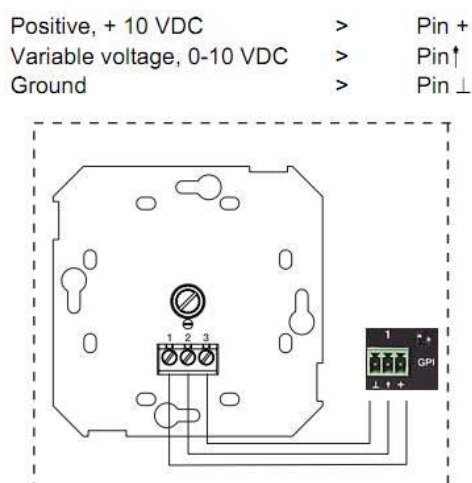 Positive, + 10 VDC > Pin +
Variable voltage, 0-10 VDC > Pin ↑
Ground > Pin ⊥
1 2 3
1
GPI
⊥ ↑ +